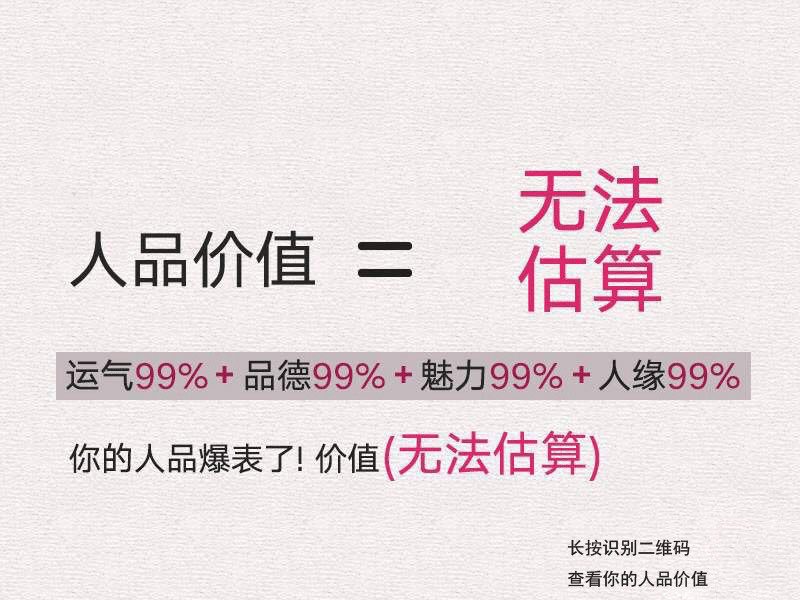 人品价值 = 无法
估算
运气99% + 品德99% + 魅力99% + 人缘99%
你的人品爆表了! 价值(无法估算)
长按识别二维码
查看你的人品价值